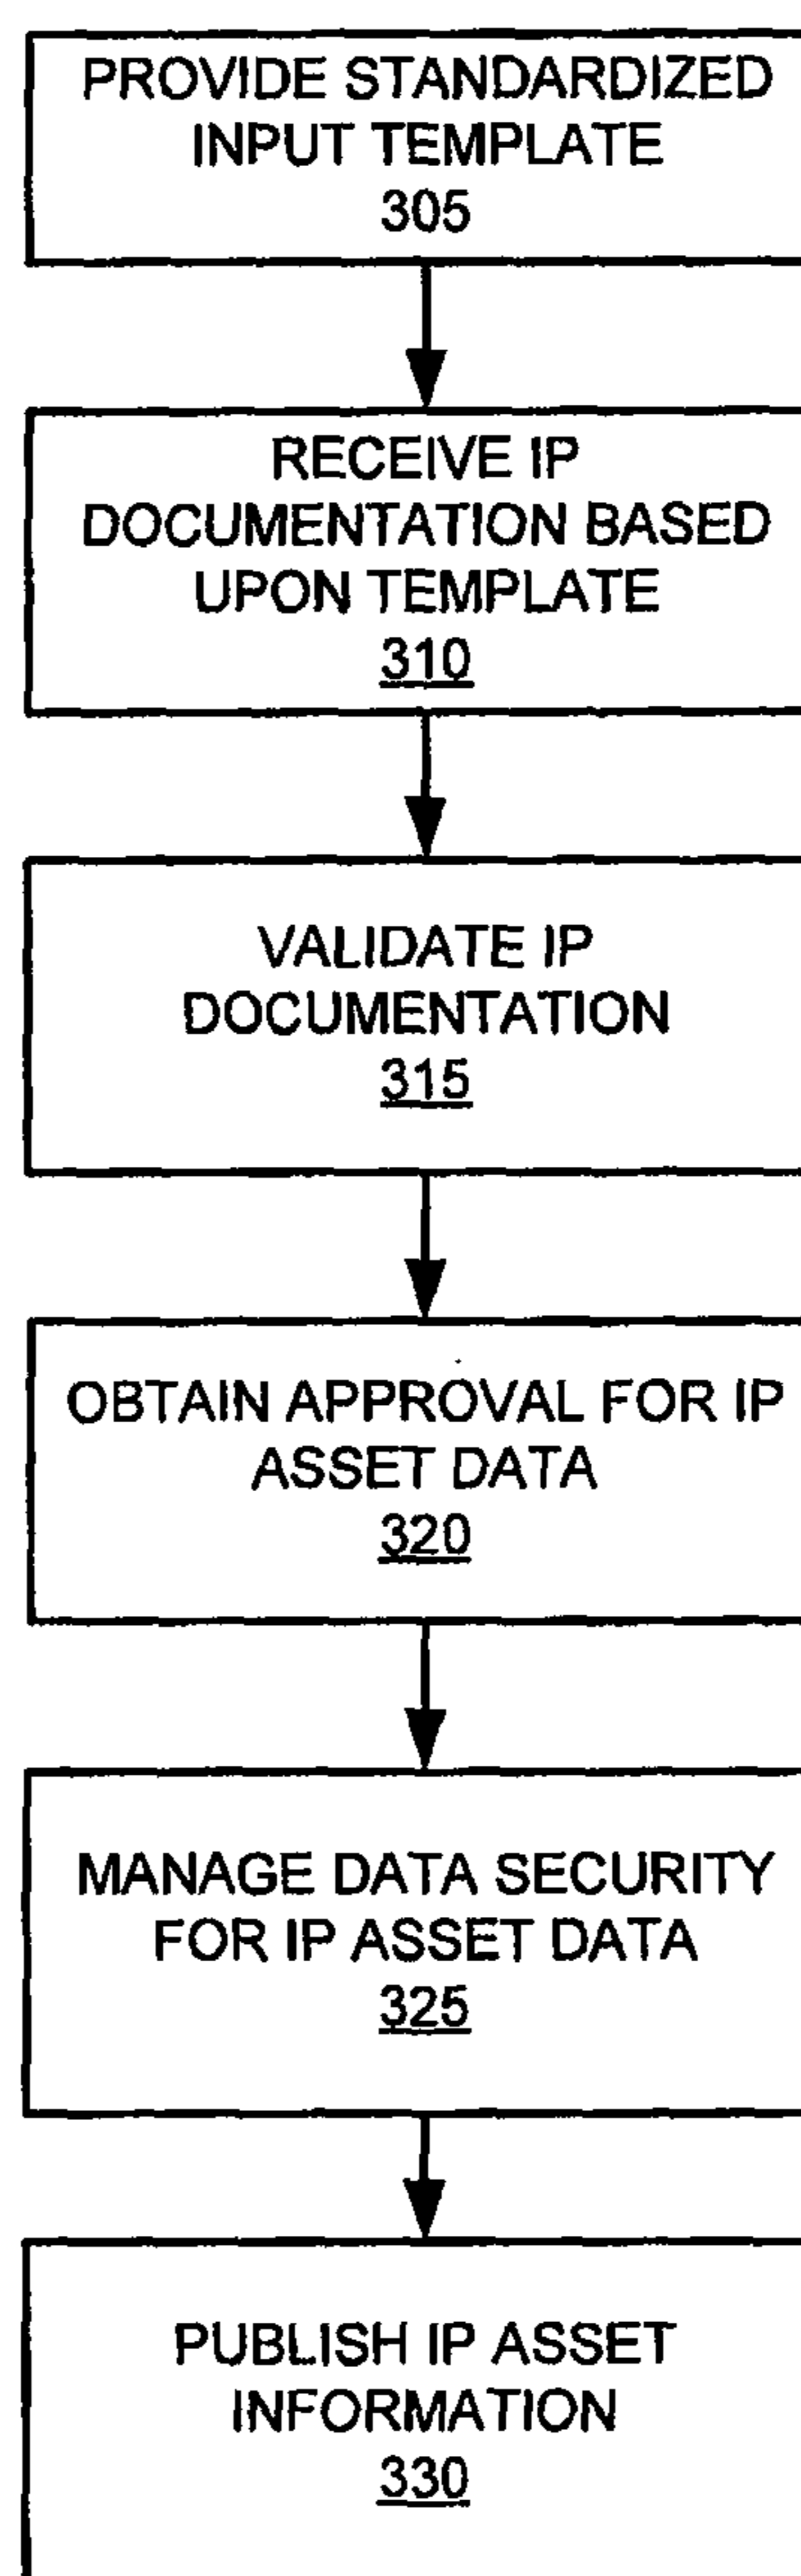 PROVIDE STANDARDIZED
INPUT TEMPLATE
305
RECEIVE IP
DOCUMENTATION BASED
UPON TEMPLATE
310
VALIDATE IP
DOCUMENTATION
315
OBTAIN APPROVAL FOR IP
ASSET DATA
320
MANAGE DATA SECURITY
FOR IP ASSET DATA
325
PUBLISH IP ASSET
INFORMATION
330